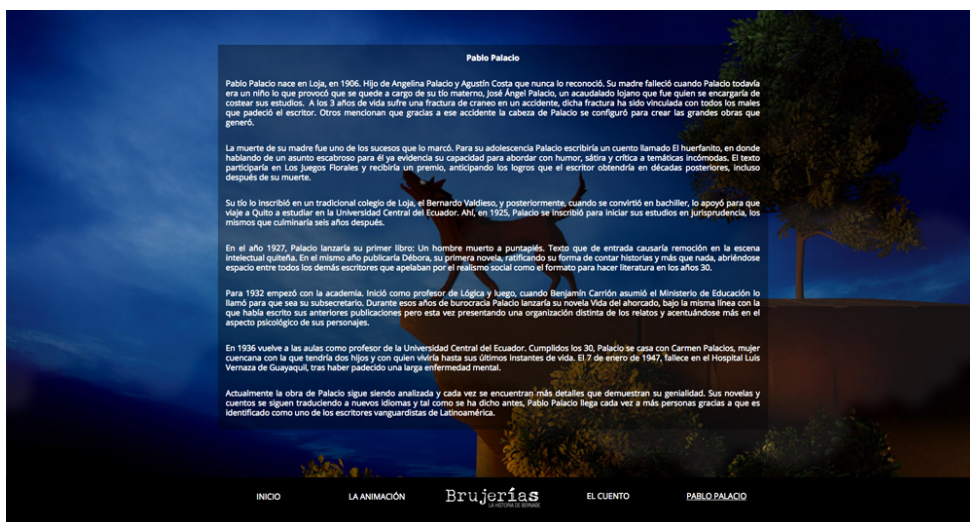 Pablo Palacio
Pablo Palacio nace en Loja, en 1906. Hijo de Angelina Palacio y Agustín Costa que nunca lo reconoció. Su madre falleció cuando Palacio todavía
era un niño lo que provocó que se quede a cargo de su tío materno, José Ángel Palacio, un acaudalado lojano que fue quien se encargaría de
costear sus estudios. A los 3 años de vida sufre una fractura de craneo en un accidente, dicha fractura ha sido vinculada con todos los males
que padeció el escritor. Otros mencionan que gracias a ese accidente la cabeza de Palacio se configuró para crear las grandes obras que
generó.
La muerte de su madre fue uno de los sucesos que lo marcó. Para su adolescencia Palacio escribiría un cuento llamado El huerfanito, en donde
hablando de un asunto escabroso para él ya evidencia su capacidad para abordar con humor, sátira y crítica a temáticas incómodas. El texto
participaría en Los Juegos Florales y recibiría un premio, anticipando los logros que el escritor obtendría en décadas posteriores, incluso
después de su muerte.
Su tío lo inscribió en un tradicional colegio de Loja, el Bernardo Valdieso, y posteriormente, cuando se convirtió en bachiller, lo apoyó para que
viaje a Quito a estudiar en la Universidad Central del Ecuador. Ahí, en 1925, Palacio se inscribió para iniciar sus estudios en jurisprudencia, los
mismos que culminaría seis años después.
En el año 1927, Palacio lanzaría su primer libro: Un hombre muerto a puntapiés. Texto que de entrada causaría remoción en la escena
intelectual quiteña. En el mismo año publicaría Débora, su primera novela, ratificando su forma de contar historias y más que nada, abriéndose
espacio entre todos los demás escritores que apelaban por el realismo social como el formato para hacer literatura en los años 30.
Para 1932 empezó con la academia. Inició como profesor de Lógica y luego, cuando Benjamín Carrión asumió el Ministerio de Educación lo
llamó para que sea su subsecretario. Durante esos años de burocracia Palacio lanzaría su novela Vida del ahorcado, bajo la misma línea con la
que había escrito sus anteriores publicaciones pero esta vez presentando una organización distinta de los relatos y acentuándose más en el
aspecto psicológico de sus personajes.
En 1936 vuelve a las aulas como profesor de la Universidad Central del Ecuador. Cumplidos los 30, Palacio se casa con Carmen Palacios, mujer
cuencana con la que tendría dos hijos y con quien viviría hasta sus últimos instantes de vida. El 7 de enero de 1947, fallece en el Hospital Luis
Vernaza de Guayaquil, tras haber padecido una larga enfermedad mental.
Actualmente la obra de Palacio sigue siendo analizada y cada vez se encuentran más detalles que demuestran su genialidad. Sus novelas y
cuentos se siguen traduciendo a nuevos idiomas y tal como se ha dicho antes, Pablo Palacio llega cada vez a más personas gracias a que es
identificado como uno de los escritores vanguardistas de Latinoamérica.
INICIO LA ANIMACIÓN Brujerías EL CUENTO PABLO PALACIO
LA HISTORIA DE BERNABÉ